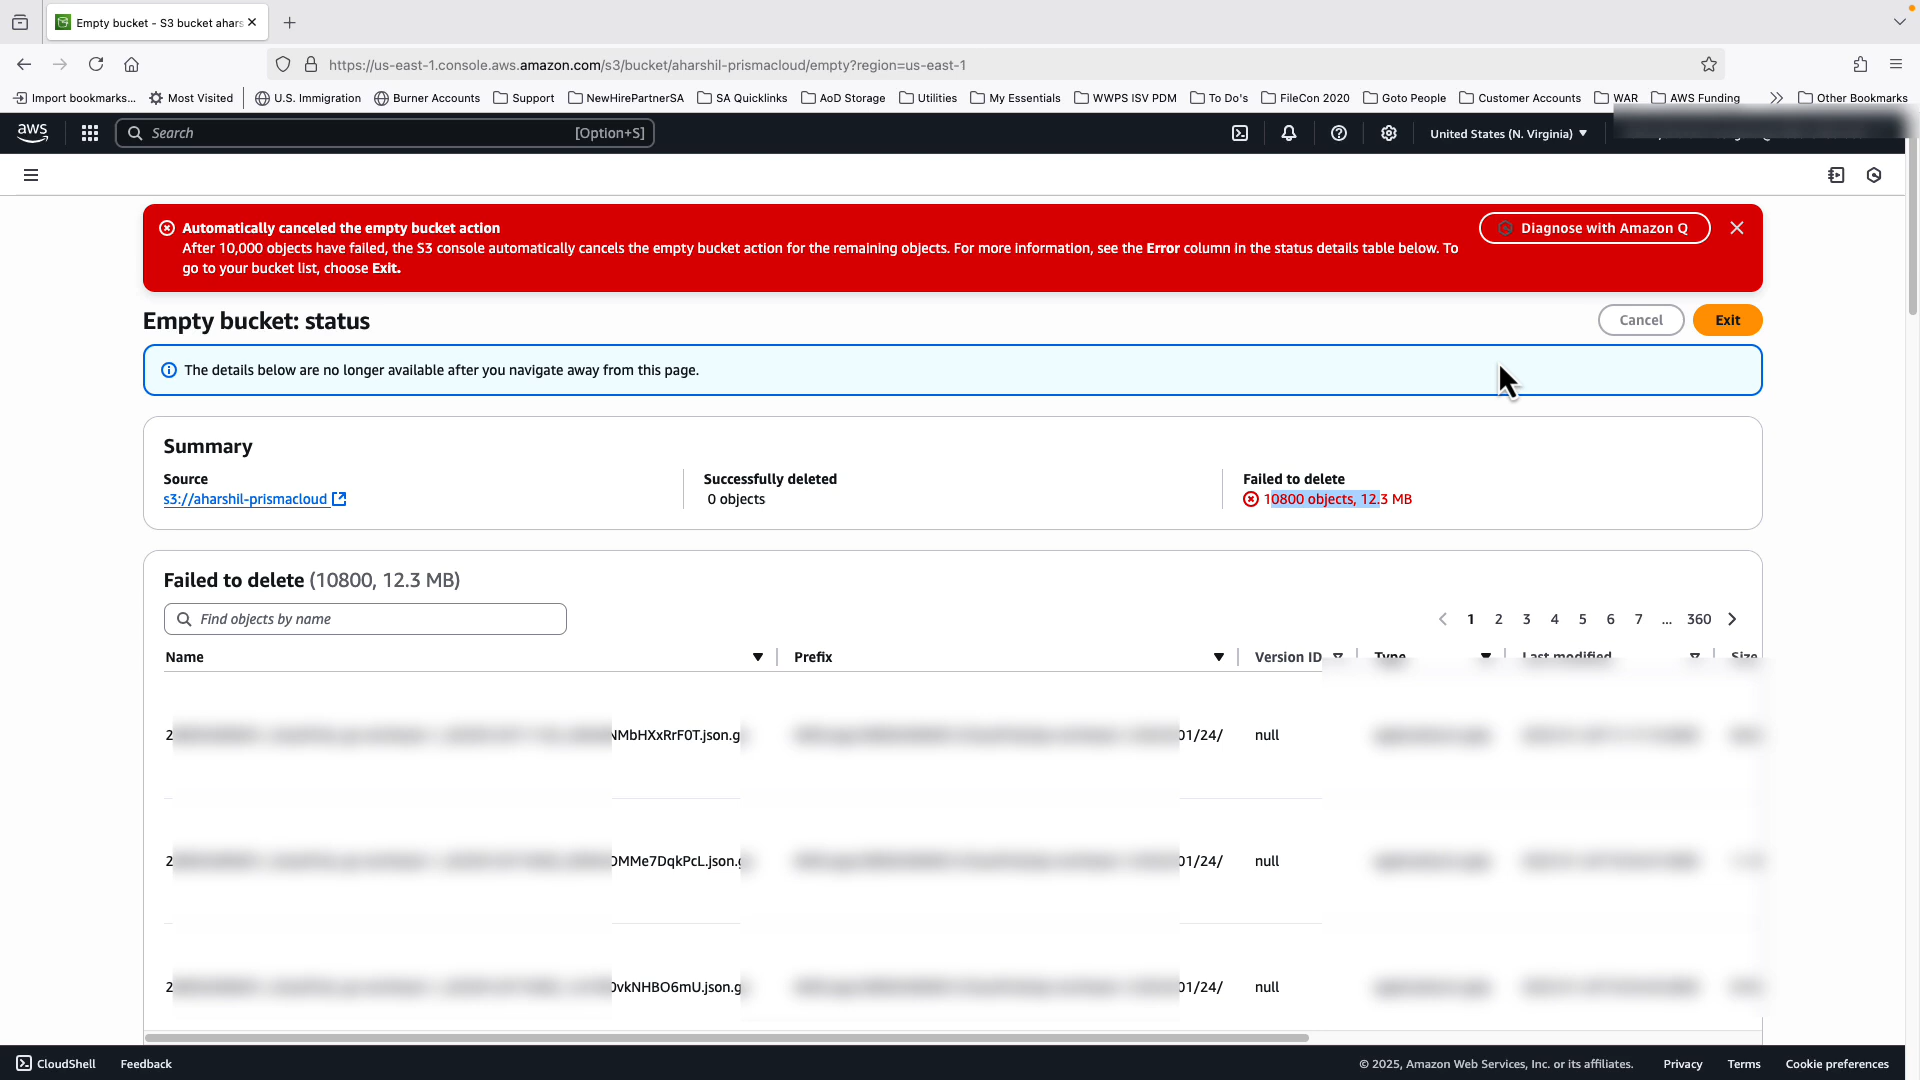 Empty bucket - S3 bucket ahars
https://us-east-1.console.aws.amazon.com/s3/bucket/aharshil-prismacloud/empty?region=us-east-1
Import bookmarks... Most Visited U.S. Immigration Burner Accounts Support NewHirePartnerSA SA Quicklinks AoD Storage Utilities My Essentials WWPS ISV PDM To Do's FileCon 2020 Goto People Customer Accounts WAR AWS Funding Other Bookmarks
aws Search [Option+S] United States (N. Virginia)
Automatically canceled the empty bucket action
After 10,000 objects have failed, the S3 console automatically cancels the empty bucket action for the remaining objects. For more information, see the Error column in the status details table below. To
go to your bucket list, choose Exit.
Diagnose with Amazon Q
Empty bucket: status
Cancel Exit
The details below are no longer available after you navigate away from this page.
Summary
Source Successfully deleted Failed to delete
s3://aharshil-prismacloud 0 objects 10800 objects, 12.3 MB
Failed to delete (10800, 12.3 MB)
Find objects by name 1 2 3 4 5 6 7 ... 360
Name Prefix Version ID Type Last modified Size
2 NMbHXxRrF0T.json.g 01/24/ null
2 DMMe7DqkPcL.json.g 01/24/ null
2 vkNHBO6mU.json.g 01/24/ null
CloudShell Feedback © 2025, Amazon Web Services, Inc. or its affiliates. Privacy Terms Cookie preferences